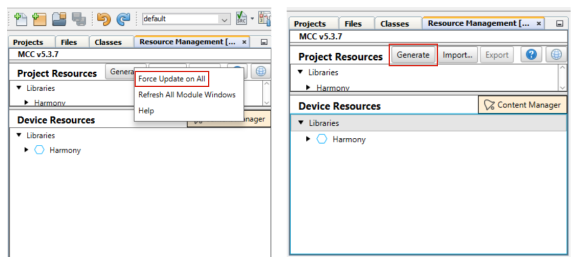 default
Projects Files Classes Resource Management [... ×
MCC v5.3.7
Project Resources Genera
Force Update on All
Refresh All Module Windows
Help
Libraries
Harmony
Device Resources nager
Libraries
Harmony
Projects Files Classes Resource Management [... ×
MCC v5.3.7
Project Resources Generate Import.. Export ?
Libraries
Harmony
Device Resources Content Manager
Libraries
Harmony